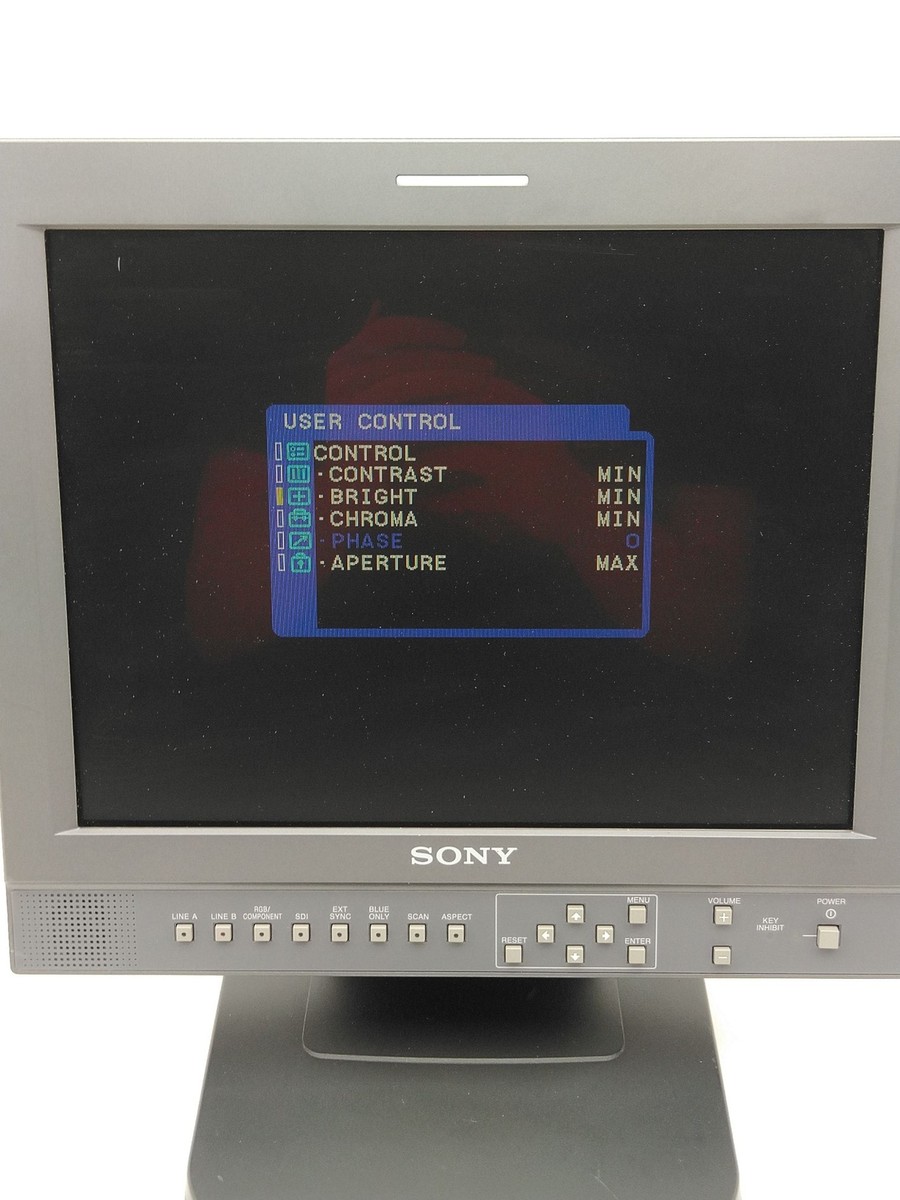 USER CONTROL
CONTROL
·CONTRAST MIN
·BRIGHT MIN
·CHROMA MIN
·PHASE 0
·APERTURE MAX
SONY
LINE A
LINE B
RGB/
COMPONENT
SDI
EXT
SYNC
BLUE
ONLY
SCAN
ASPECT
RESET
MENU
ENTER
VOLUME
+
−
KEY
INHIBIT
POWER